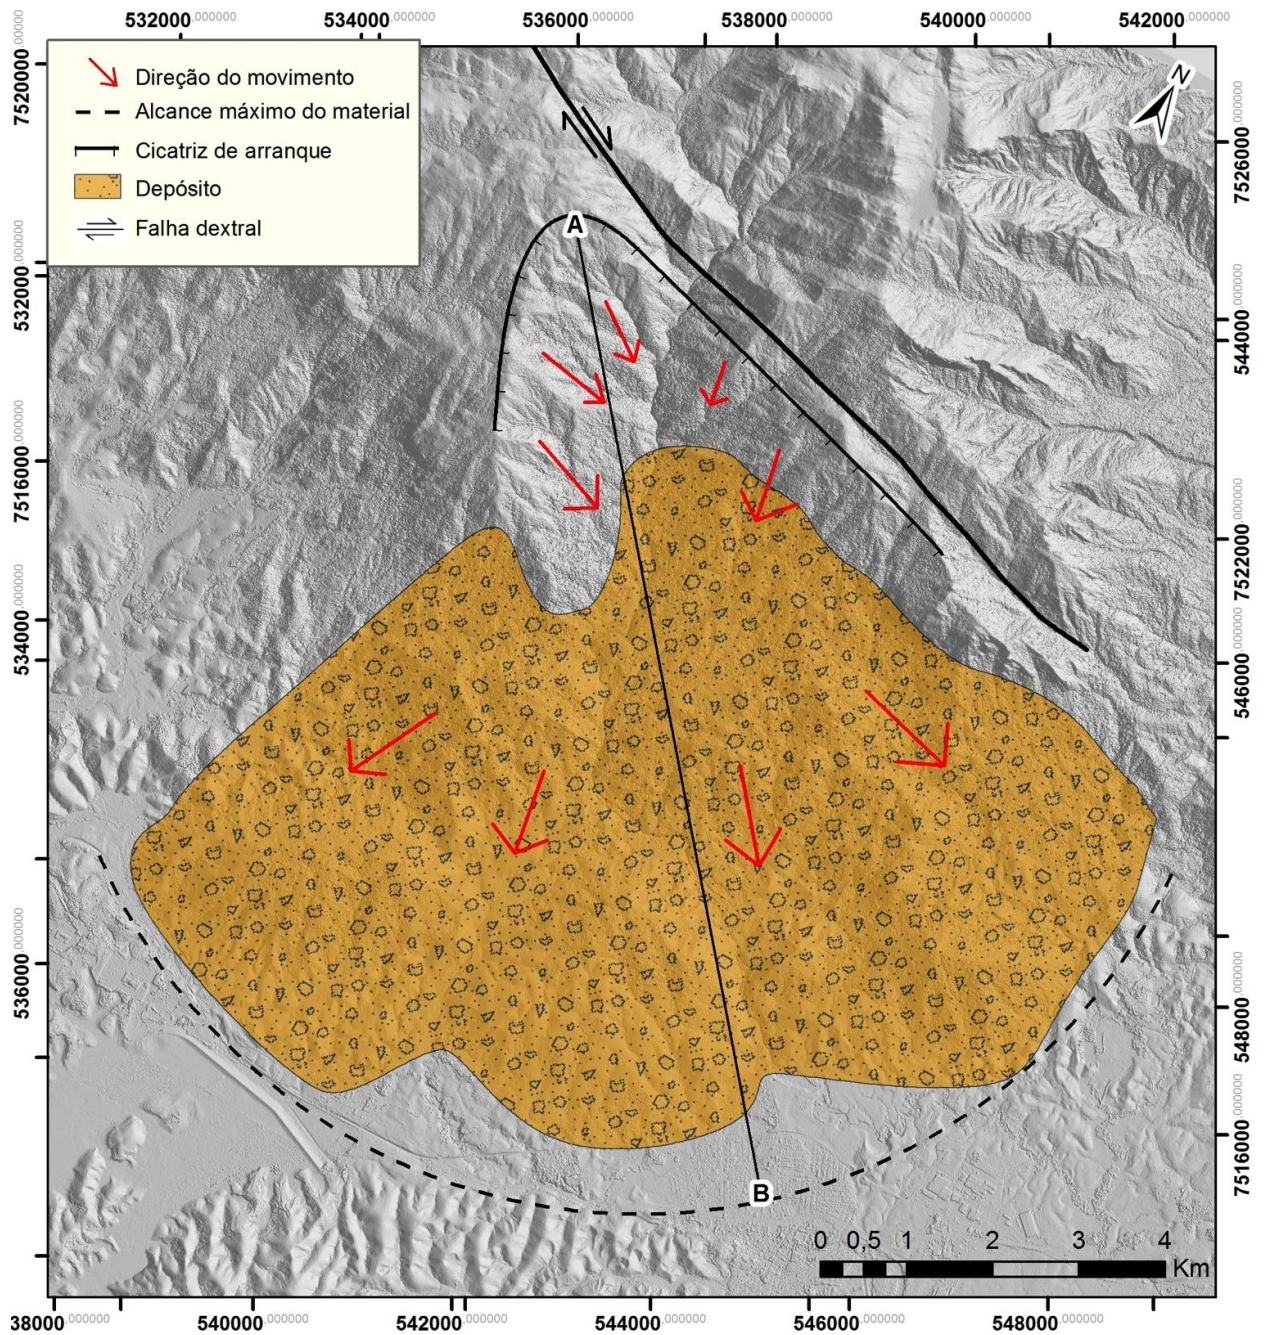 532000,000000 534000,000000 536000,000000 538000,000000 540000,000000 542000,000000
7520000,000000
532000,000000
7516000,000000
534000,000000
536000,000000
Direção do movimento
Alcance máximo do material
Cicatriz de arranque
Depósito
Falha dextral
N
A
B
7526000,000000
544000,000000
7522000,000000
546000,000000
548000,000000
7516000,000000
0 0,5 1 2 3 4
Km
38000,000000 540000,000000 542000,000000 544000,000000 546000,000000 548000,000000